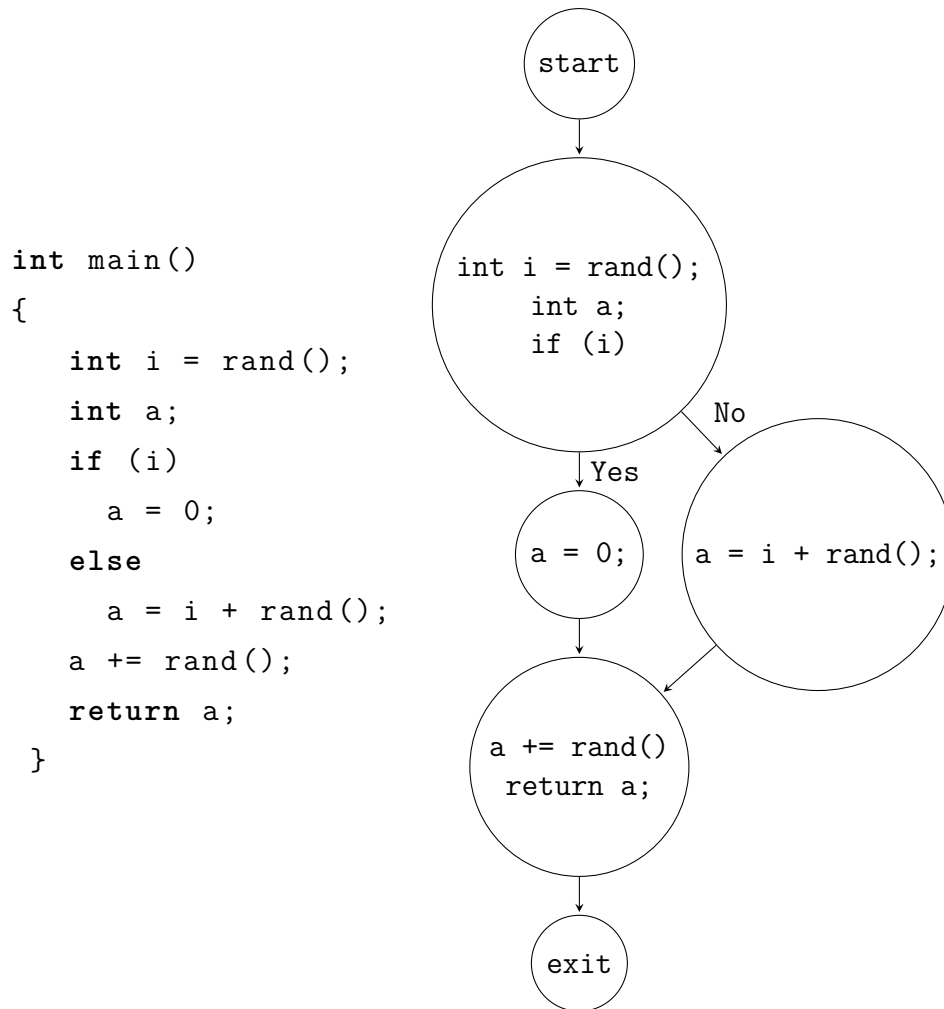 int main()
{
int i = rand();
int a;
if (i)
a = 0;
else
a = i + rand();
a += rand();
return a;
}
start
int i = rand();
int a;
if (i)
No
Yes
a = 0;
a = i + rand();
a += rand()
return a;
exit